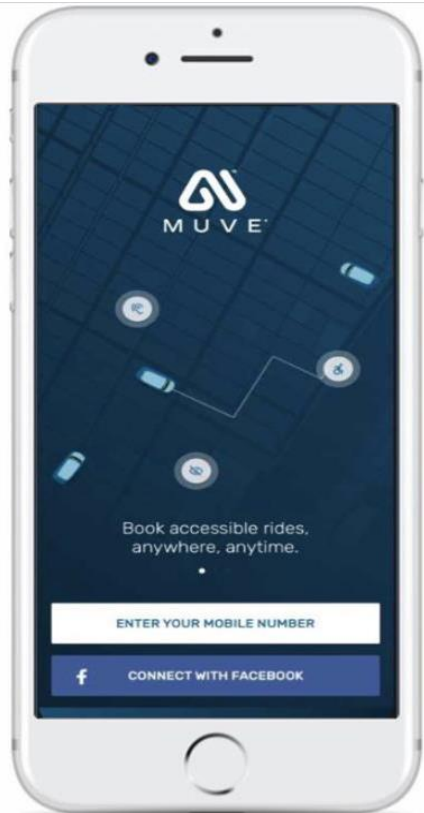 MUVE
Book accessible rides,
anywhere, anytime.
ENTER YOUR MOBILE NUMBER
f CONNECT WITH FACEBOOK